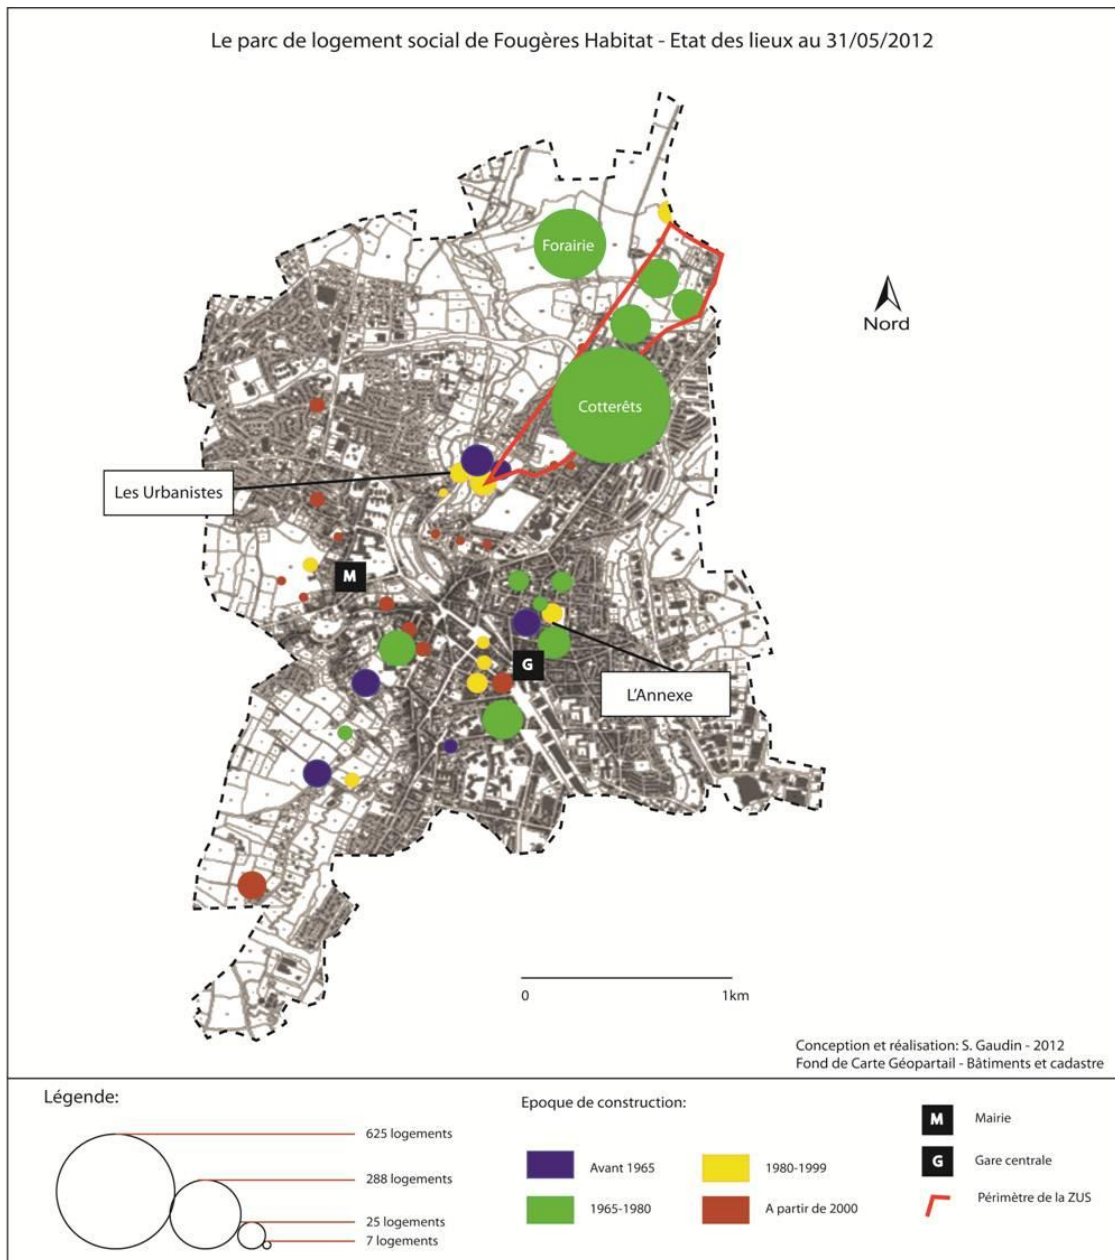 Le parc de logement social de Fougères Habitat - Etat des lieux au 31/05/2012
Forairie
Nord
Cotterêts
Les Urbanistes
M
G
L'Annexe
0
1km
Conception et réalisation: S. Gaudin - 2012
Fond de Carte Géopartail - Bâtiments et cadastre
Légende:
625 logements
288 logements
25 logements
7 logements
Epoque de construction:
Avant 1965
1980-1999
1965-1980
A partir de 2000
M
Mairie
G
Gare centrale
Périmètre de la ZUS